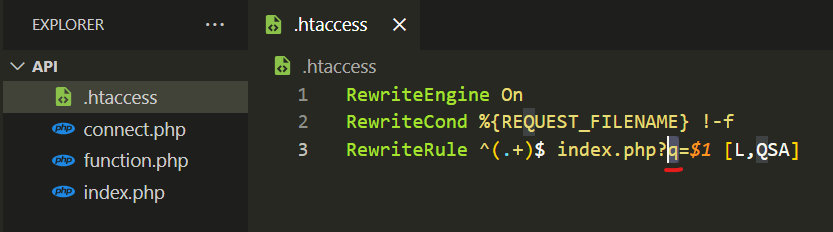 EXPLORER ···
.htaccess
API
.htaccess
connect.php
function.php
index.php
.htaccess
1 RewriteEngine On
2 RewriteCond %{REQUEST_FILENAME} !-f
3 RewriteRule ^(.+)$ index.php?q=$1 [L,QSA]